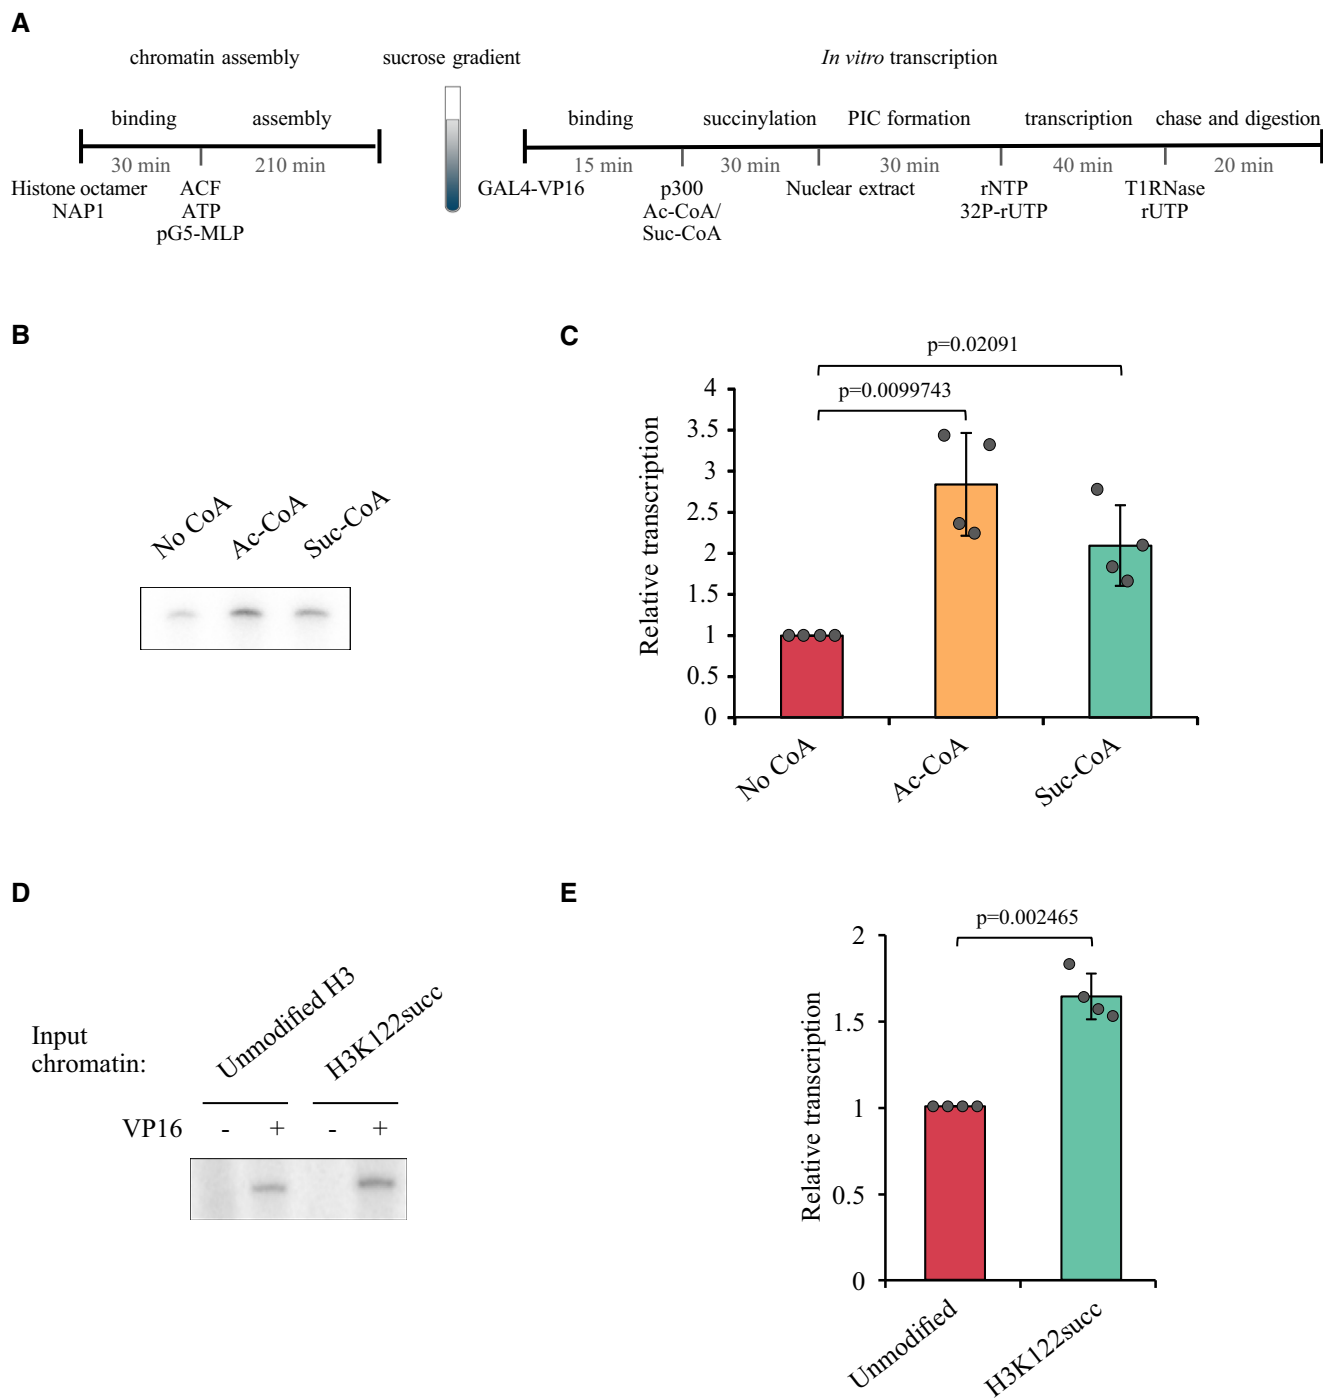 A
chromatin assembly
sucrose gradient
In vitro transcription
binding
assembly
binding
succinylation
PIC formation
transcription
chase and digestion
30 min
210 min
15 min
30 min
30 min
40 min
20 min
Histone octamer
NAP1
ACF
ATP
pG5-MLP
GAL4-VP16
p300
Ac-CoA/
Suc-CoA
Nuclear extract
rNTP
32P-rUTP
T1RNase
rUTP
B
No CoA
Ac-CoA
Suc-CoA
C
p=0.02091
p=0.0099743
Relative transcription
4
3.5
3
2.5
2
1.5
1
0.5
0
No CoA
Ac-CoA
Suc-CoA
D
Input
chromatin:
Unmodified H3
H3K122succ
VP16
- + - +
E
p=0.002465
Relative transcription
2
1.5
1
0.5
0
Unmodified
H3K122succ